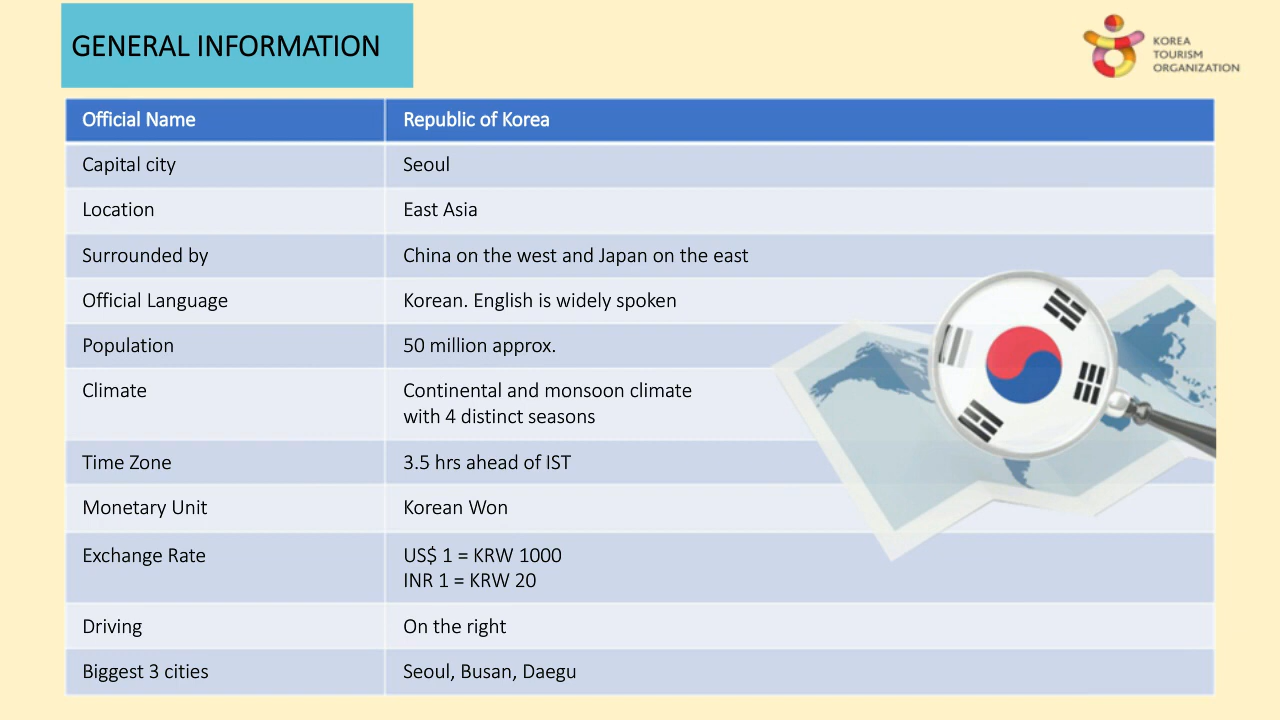 GENERAL INFORMATION
KOREA
TOURISM
ORGANIZATION
Official Name Republic of Korea
Capital city Seoul
Location East Asia
Surrounded by China on the west and Japan on the east
Official Language Korean. English is widely spoken
Population 50 million approx.
Climate Continental and monsoon climate
with 4 distinct seasons
Time Zone 3.5 hrs ahead of IST
Monetary Unit Korean Won
Exchange Rate US$ 1 = KRW 1000
INR 1 = KRW 20
Driving On the right
Biggest 3 cities Seoul, Busan, Daegu